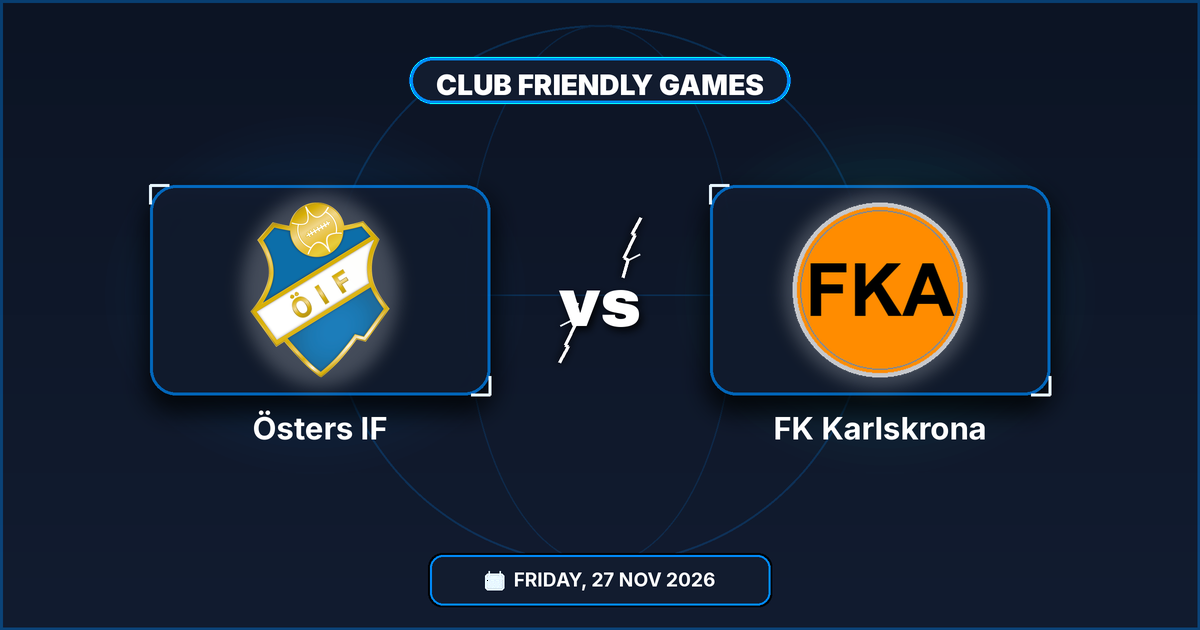 CLUB FRIENDLY GAMES
ÖIF
FKA
vs
Östers IF
FK Karlskrona
FRIDAY, 27 NOV 2026